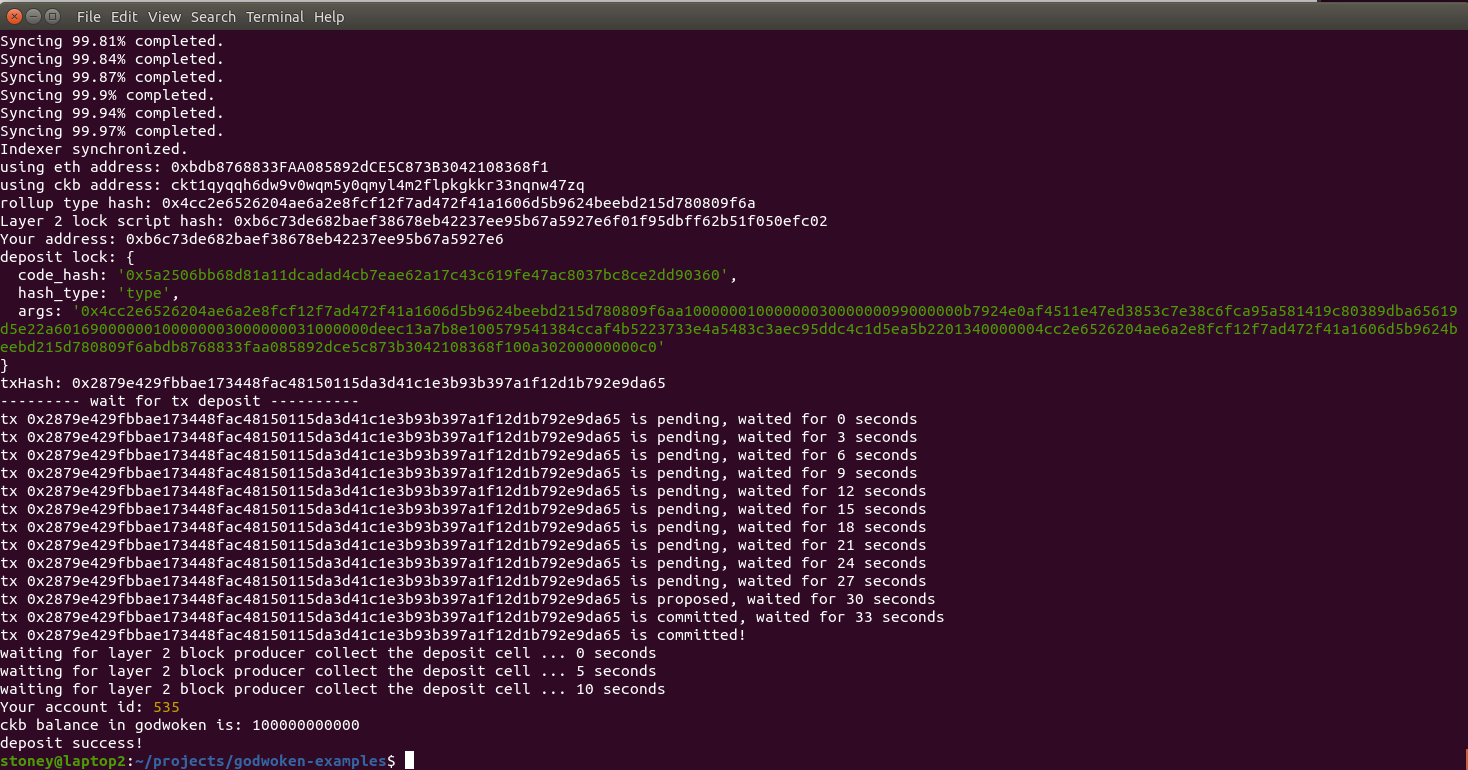 File Edit View Search Terminal Help
Syncing 99.81% completed.
Syncing 99.84% completed.
Syncing 99.87% completed.
Syncing 99.9% completed.
Syncing 99.94% completed.
Syncing 99.97% completed.
Indexer synchronized.
using eth address: 0xbdb8768833FAA085892dCE5C873B3042108368f1
using ckb address: ckt1qyqqh6dw9v0wqm5y0qmyl4m2flpkgkkr33nqnw47zq
rollup type hash: 0x4cc2e6526204ae6a2e8fcf12f7ad472f41a1606d5b9624beebd215d780809f6a
Layer 2 lock script hash: 0xb6c73de682baef38678eb42237ee95b67a5927e6f01f95dbff62b51f050efc02
Your address: 0xb6c73de682baef38678eb42237ee95b67a5927e6
deposit lock: {
  code_hash: '0x5a2506bb68d81a11dcadad4cb7eae62a17c43c619fe47ac8037bc8ce2dd90360',
  hash_type: 'type',
  args: '0x4cc2e6526204ae6a2e8fcf12f7ad472f41a1606d5b9624beebd215d780809f6aa1000000100000003000000099000000b7924e0af4511e47ed3853c7e38c6fca95a581419c80389dba65619
d5e22a601690000001000000030000000310000000deec13a7b8e100579541384ccaf4b5223733e4a5483c3aec95ddc4c1d5ea5b2201340000004cc2e6526204ae6a2e8fcf12f7ad472f41a1606d5b9624b
eebd215d780809f6abdb8768833faa085892dce5c873b3042108368f100a30200000000c0'
}
txHash: 0x2879e429fbbae173448fac48150115da3d41c1e3b93b397a1f12d1b792e9da65
--------- wait for tx deposit ----------
tx 0x2879e429fbbae173448fac48150115da3d41c1e3b93b397a1f12d1b792e9da65 is pending, waited for 0 seconds
tx 0x2879e429fbbae173448fac48150115da3d41c1e3b93b397a1f12d1b792e9da65 is pending, waited for 3 seconds
tx 0x2879e429fbbae173448fac48150115da3d41c1e3b93b397a1f12d1b792e9da65 is pending, waited for 6 seconds
tx 0x2879e429fbbae173448fac48150115da3d41c1e3b93b397a1f12d1b792e9da65 is pending, waited for 9 seconds
tx 0x2879e429fbbae173448fac48150115da3d41c1e3b93b397a1f12d1b792e9da65 is pending, waited for 12 seconds
tx 0x2879e429fbbae173448fac48150115da3d41c1e3b93b397a1f12d1b792e9da65 is pending, waited for 15 seconds
tx 0x2879e429fbbae173448fac48150115da3d41c1e3b93b397a1f12d1b792e9da65 is pending, waited for 18 seconds
tx 0x2879e429fbbae173448fac48150115da3d41c1e3b93b397a1f12d1b792e9da65 is pending, waited for 21 seconds
tx 0x2879e429fbbae173448fac48150115da3d41c1e3b93b397a1f12d1b792e9da65 is pending, waited for 24 seconds
tx 0x2879e429fbbae173448fac48150115da3d41c1e3b93b397a1f12d1b792e9da65 is pending, waited for 27 seconds
tx 0x2879e429fbbae173448fac48150115da3d41c1e3b93b397a1f12d1b792e9da65 is proposed, waited for 30 seconds
tx 0x2879e429fbbae173448fac48150115da3d41c1e3b93b397a1f12d1b792e9da65 is committed, waited for 33 seconds
tx 0x2879e429fbbae173448fac48150115da3d41c1e3b93b397a1f12d1b792e9da65 is committed!
waiting for layer 2 block producer collect the deposit cell ... 0 seconds
waiting for layer 2 block producer collect the deposit cell ... 5 seconds
waiting for layer 2 block producer collect the deposit cell ... 10 seconds
Your account id: 535
ckb balance in godwoken is: 100000000000
deposit success!
stoney@laptop2:~/projects/godwoken-examples$